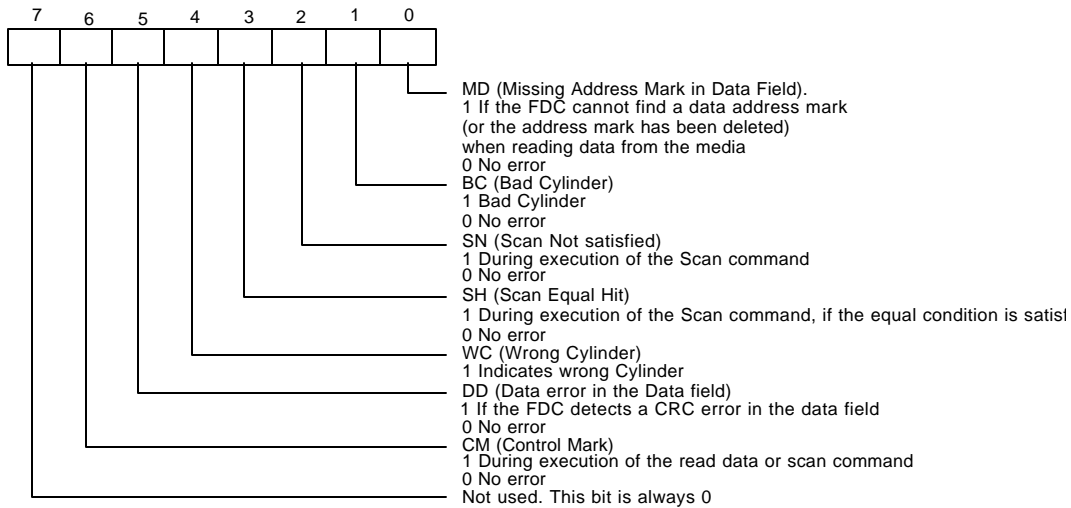 7 6 5 4 3 2 1 0
MD (Missing Address Mark in Data Field).
1 If the FDC cannot find a data address mark
(or the address mark has been deleted)
when reading data from the media
0 No error
BC (Bad Cylinder)
1 Bad Cylinder
0 No error
SN (Scan Not satisfied)
1 During execution of the Scan command
0 No error
SH (Scan Equal Hit)
1 During execution of the Scan command, if the equal condition is satisf
0 No error
WC (Wrong Cylinder)
1 Indicates wrong Cylinder
DD (Data error in the Data field)
1 If the FDC detects a CRC error in the data field
0 No error
CM (Control Mark)
1 During execution of the read data or scan command
0 No error
Not used. This bit is always 0